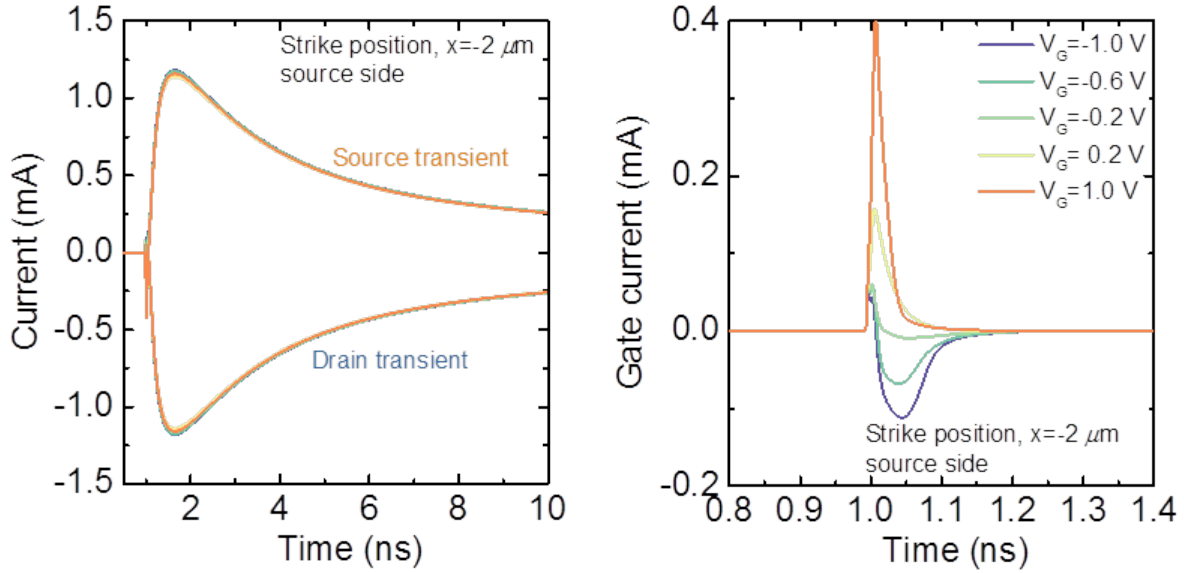 Current (mA)
1.5
1.0
0.5
0.0
-0.5
-1.0
-1.5
Strike position, x=-2 μm
source side
Source transient
Drain transient
2 4 6 8 10
Time (ns)
Gate current (mA)
0.4
0.2
0.0
-0.2
V_G=-1.0 V
V_G=-0.6 V
V_G=-0.2 V
V_G= 0.2 V
V_G=1.0 V
Strike position, x=-2 μm
source side
0.8 0.9 1.0 1.1 1.2 1.3 1.4
Time (ns)